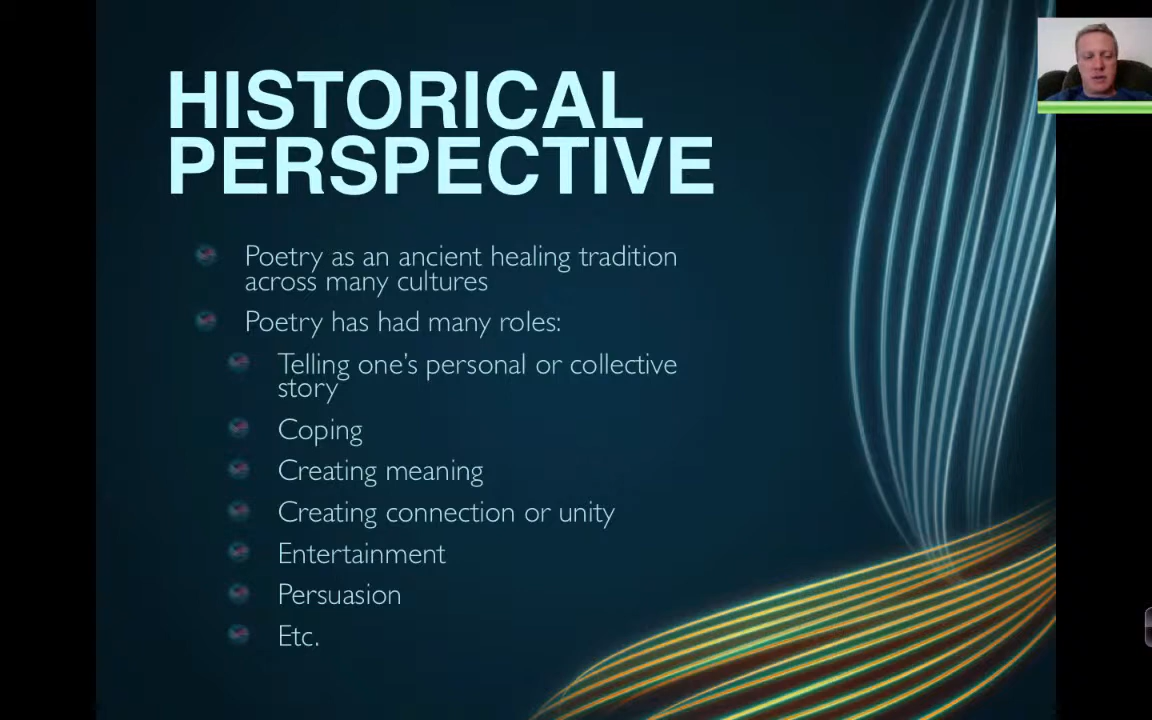 HISTORICAL
PERSPECTIVE
Poetry as an ancient healing tradition
across many cultures
Poetry has had many roles:
Telling one's personal or collective
story
Coping
Creating meaning
Creating connection or unity
Entertainment
Persuasion
Etc.